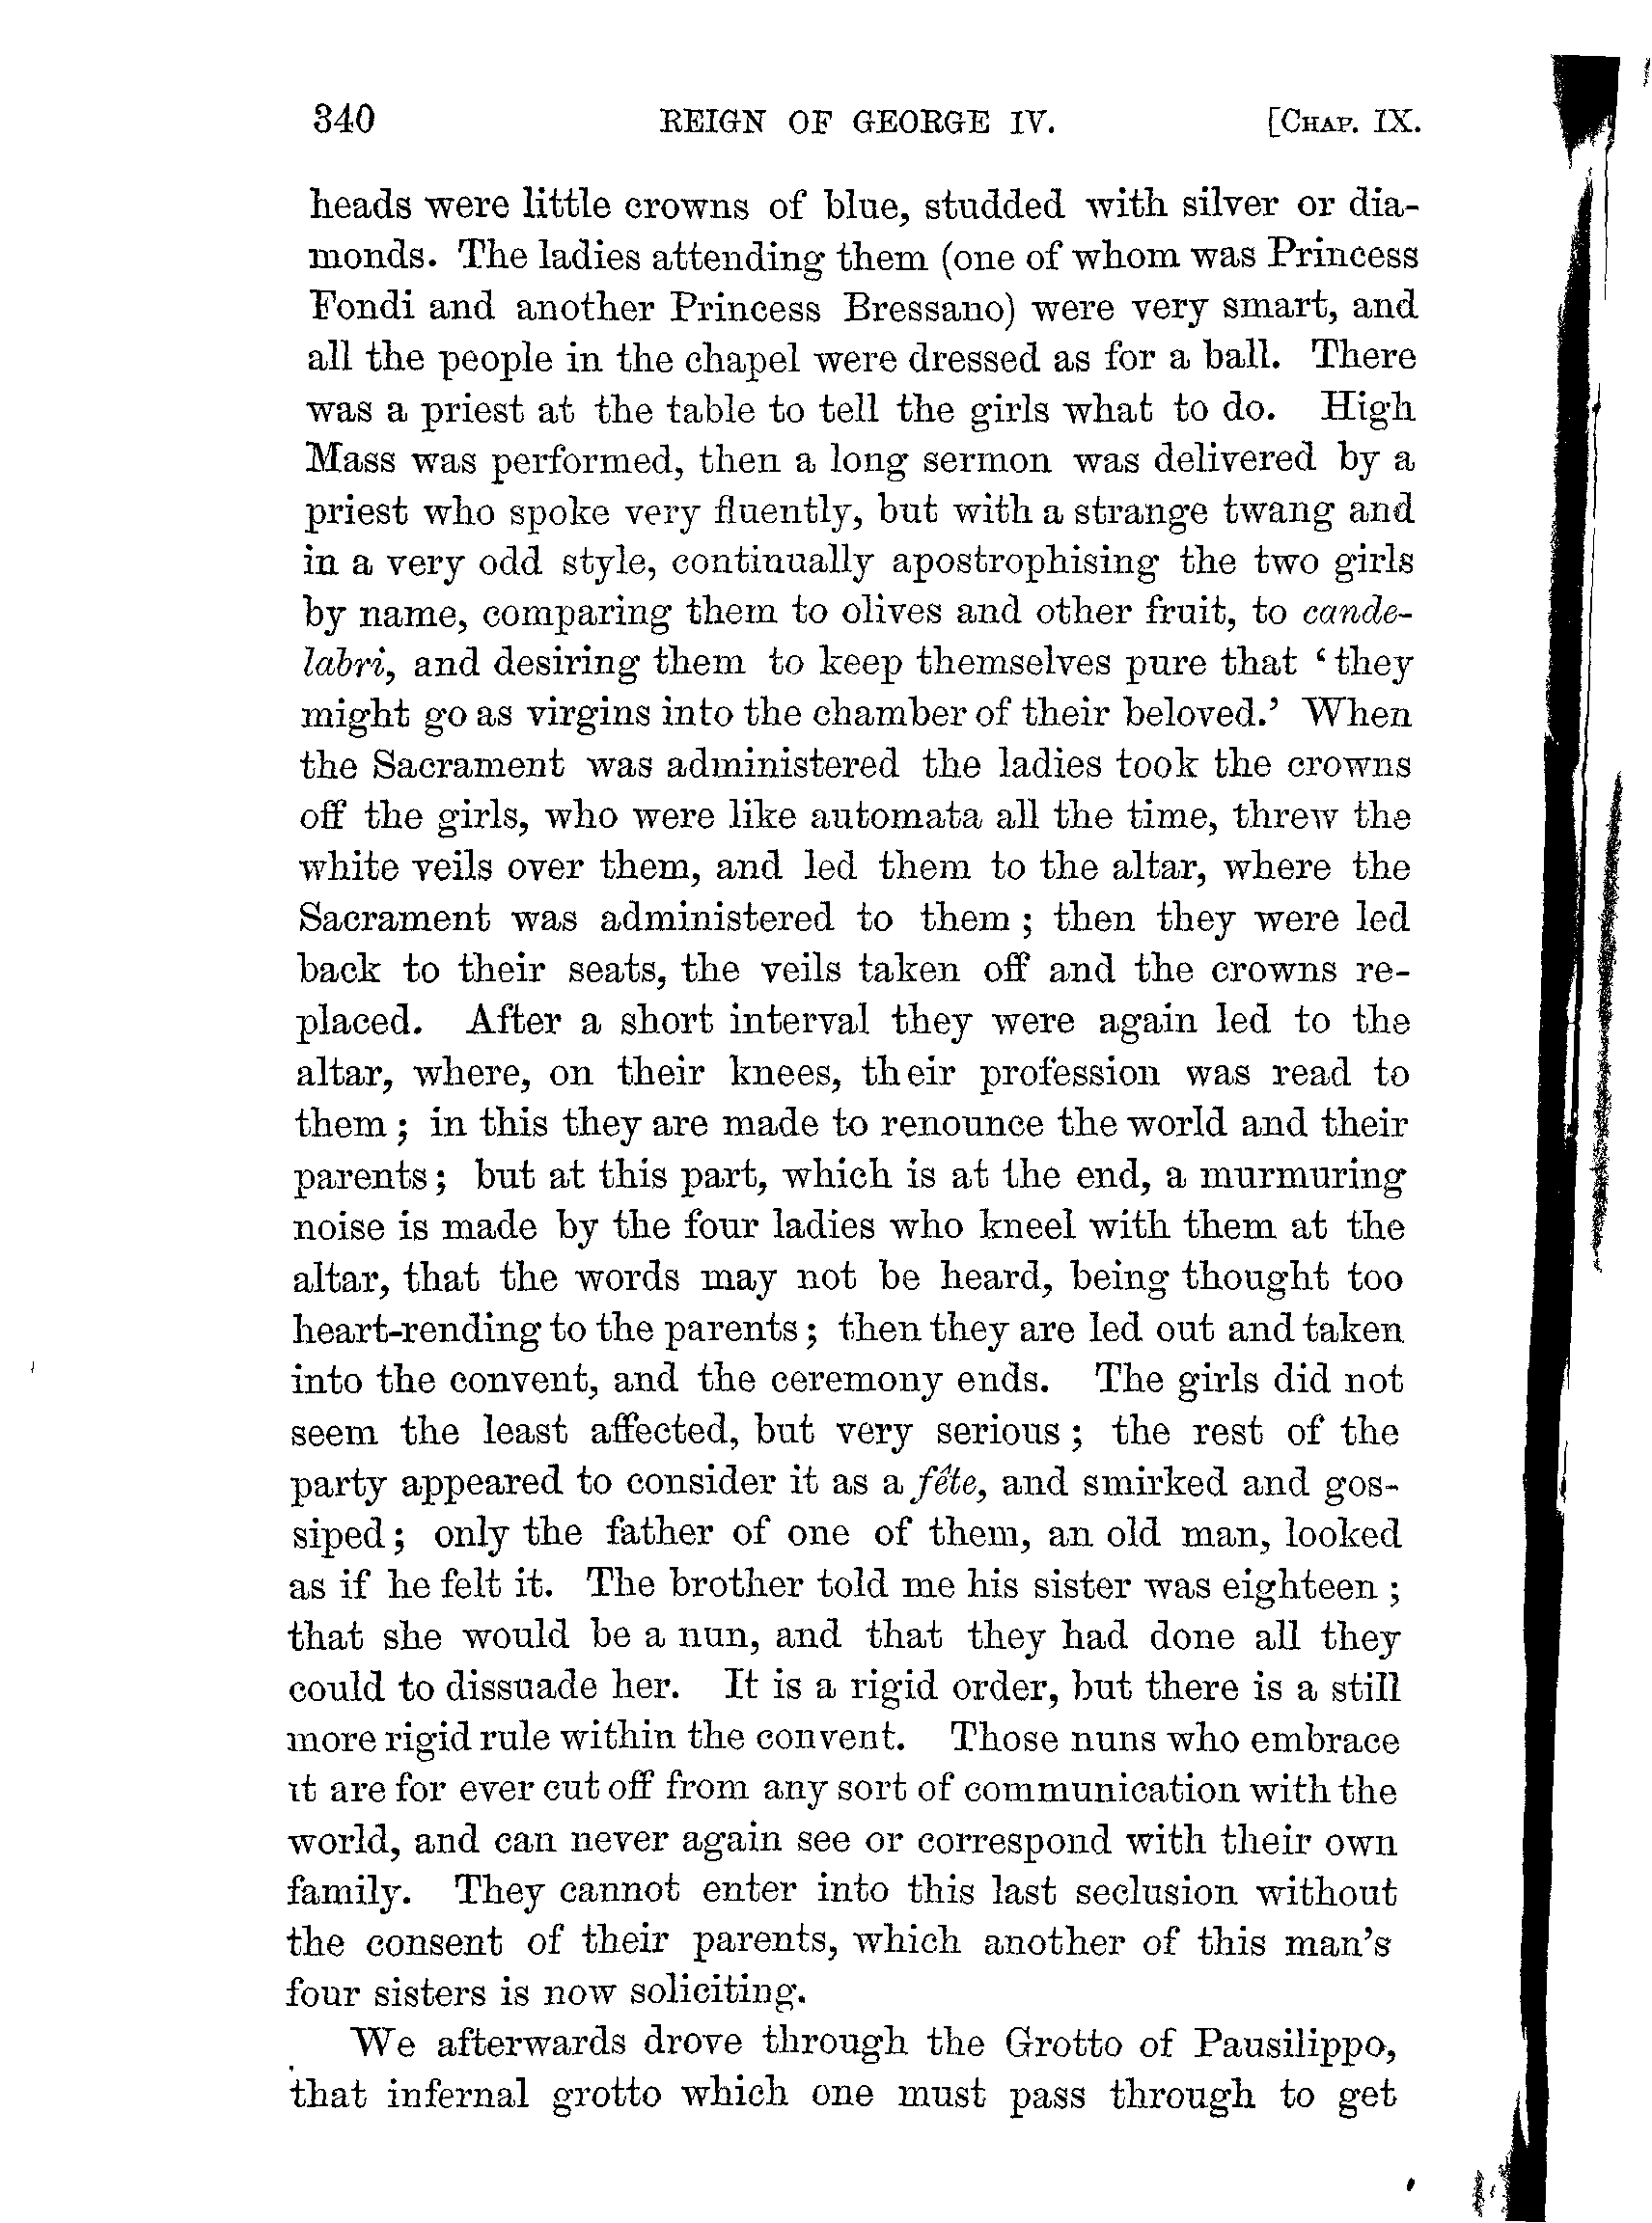 340 REIGN OF GEORGE IV. [CHAP. IX.
heads were little crowns of blue, studded with silver or dia-
monds. The ladies attending them (one of whom was Princess
Fondi and another Princess Bressano) were very smart, and
all the people in the chapel were dressed as for a ball. There
was a priest at the table to tell the girls what to do. High
Mass was performed, then a long sermon was delivered by a
priest who spoke very fluently, but with a strange twang and
in a very odd style, continually apostrophising the two girls
by name, comparing them to olives and other fruit, to cande-
labri, and desiring them to keep themselves pure that ‘they
might go as virgins into the chamber of their beloved.’ When
the Sacrament was administered the ladies took the crowns
off the girls, who were like automata all the time, threw the
white veils over them, and led them to the altar, where the
Sacrament was administered to them; then they were led
back to their seats, the veils taken off and the crowns re-
placed. After a short interval they were again led to the
altar, where, on their knees, their profession was read to
them; in this they are made to renounce the world and their
parents; but at this part, which is at the end, a murmuring
noise is made by the four ladies who kneel with them at the
altar, that the words may not be heard, being thought too
heart-rending to the parents; then they are led out and taken
into the convent, and the ceremony ends. The girls did not
seem the least affected, but very serious; the rest of the
party appeared to consider it as a fête, and smirked and gos-
siped; only the father of one of them, an old man, looked
as if he felt it. The brother told me his sister was eighteen;
that she would be a nun, and that they had done all they
could to dissuade her. It is a rigid order, but there is a still
more rigid rule within the convent. Those nuns who embrace
it are for ever cut off from any sort of communication with the
world, and can never again see or correspond with their own
family. They cannot enter into this last seclusion without
the consent of their parents, which another of this man’s
four sisters is now soliciting.
We afterwards drove through the Grotto of Pausilippo,
that infernal grotto which one must pass through to get